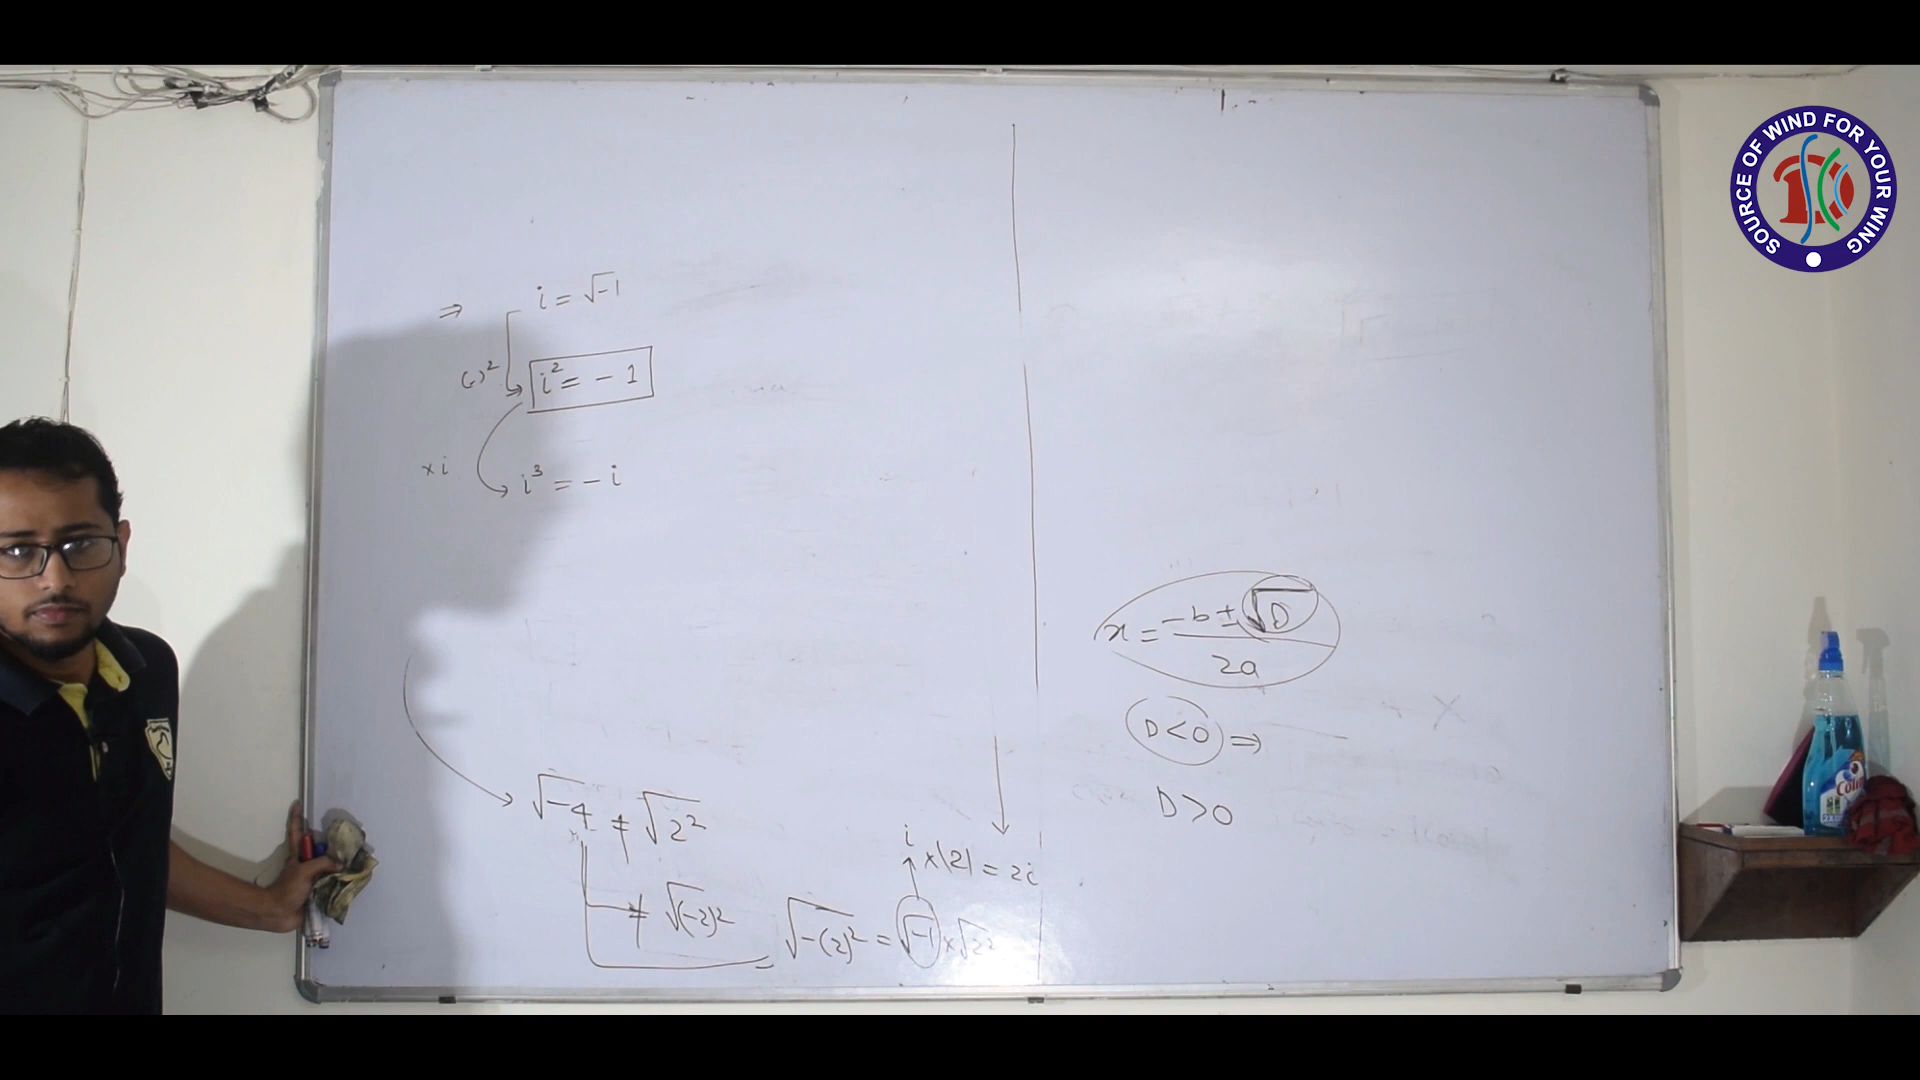 ⇒ i = √-1
( )² i² = - 1
× i i³ = - i
√-4 ≠ √2²
≠ √(-2)²
= √-(2)² = √-1 × √2²
i × |2| = 2i
x = -b ± √D / 2a
D < 0 ⇒
D > 0
SOURCE OF WIND FOR YOUR WING
Colin